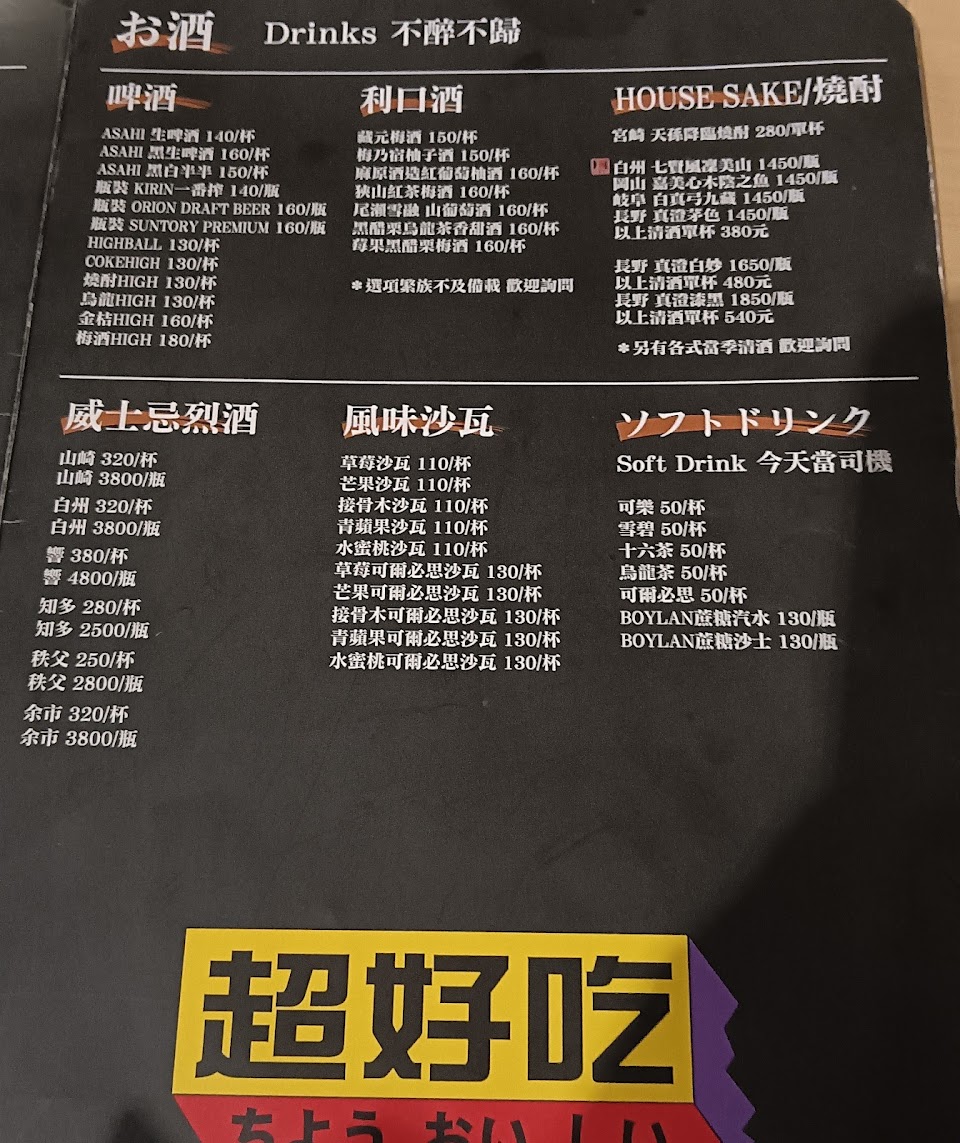 お酒 Drinks 不醉不歸
啤酒
ASAHI 生啤酒 140/杯
ASAHI 黑生啤酒 160/杯
ASAHI 黑白半半 150/杯
瓶裝 KIRIN一番搾 140/瓶
瓶裝 ORION DRAFT BEER 160/瓶
瓶裝 SUNTORY PREMIUM 160/瓶
HIGHBALL 130/杯
COKEHIGH 130/杯
燒酎HIGH 130/杯
烏龍HIGH 130/杯
金桔HIGH 160/杯
梅酒HIGH 180/杯
利口酒
藏元梅酒 150/杯
梅乃宿柚子酒 150/杯
麻原酒造紅葡萄柚酒 160/杯
狹山紅茶梅酒 160/杯
尾瀨雪融 山葡萄酒 160/杯
黑醋栗烏龍茶香甜酒 160/杯
莓果黑醋栗梅酒 160/杯
＊選項繁族不及備載 歡迎詢問
HOUSE SAKE/燒酎
宮崎 天孫降臨燒酎 280/單杯
白州 七賢風凜美山 1450/瓶
岡山 嘉美心木陰之魚 1450/瓶
岐阜 白真弓九藏 1450/瓶
長野 真澄茅色 1450/瓶
以上清酒單杯 380元
長野 真澄白妙 1650/瓶
以上清酒單杯 480元
長野 真澄漆黑 1850/瓶
以上清酒單杯 540元
＊另有各式當季清酒 歡迎詢問
威士忌烈酒
山崎 320/杯
山崎 3800/瓶
白州 320/杯
白州 3800/瓶
響 380/杯
響 4800/瓶
知多 280/杯
知多 2500/瓶
秩父 250/杯
秩父 2800/瓶
余市 320/杯
余市 3800/瓶
風味沙瓦
草莓沙瓦 110/杯
芒果沙瓦 110/杯
接骨木沙瓦 110/杯
青蘋果沙瓦 110/杯
水蜜桃沙瓦 110/杯
草莓可爾必思沙瓦 130/杯
芒果可爾必思沙瓦 130/杯
接骨木可爾必思沙瓦 130/杯
青蘋果可爾必思沙瓦 130/杯
水蜜桃可爾必思沙瓦 130/杯
ソフトドリンク
Soft Drink 今天當司機
可樂 50/杯
雪碧 50/杯
十六茶 50/杯
烏龍茶 50/杯
可爾必思 50/杯
BOYLAN蔗糖汽水 130/瓶
BOYLAN蔗糖沙士 130/瓶
超好吃
ちょう おいしい